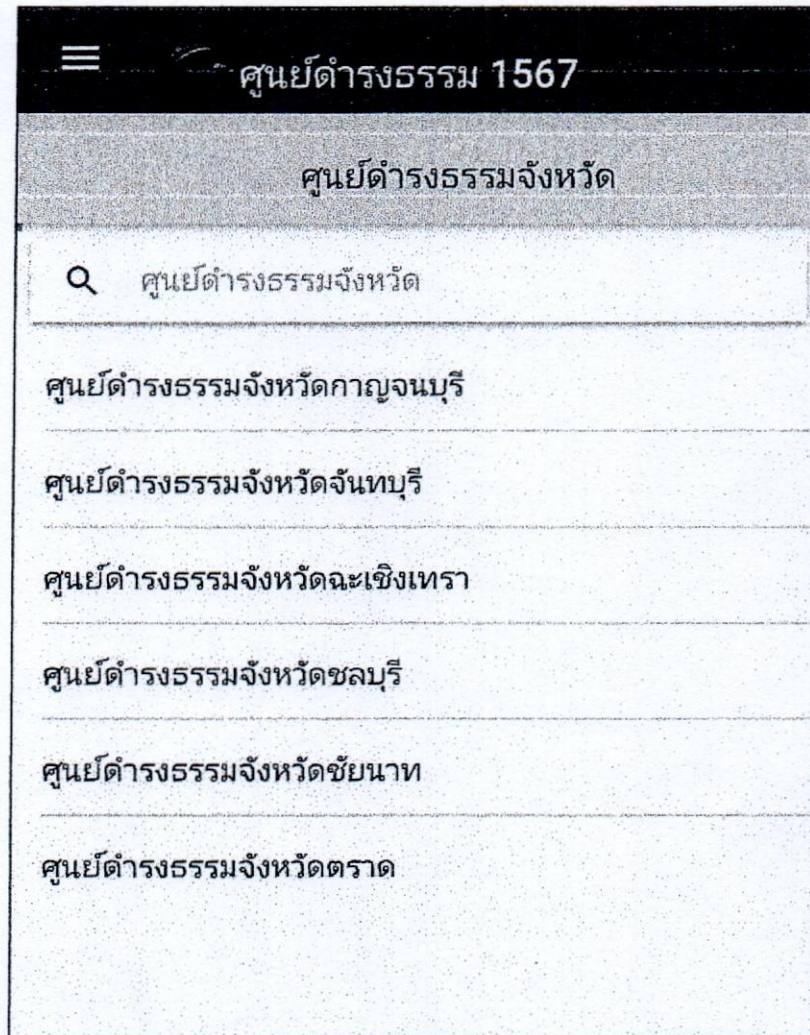 ศูนย์ดำรงธรรม 1567
ศูนย์ดำรงธรรมจังหวัด
ศูนย์ดำรงธรรมจังหวัด
ศูนย์ดำรงธรรมจังหวัดกาญจนบุรี
ศูนย์ดำรงธรรมจังหวัดจันทบุรี
ศูนย์ดำรงธรรมจังหวัดฉะเชิงเทรา
ศูนย์ดำรงธรรมจังหวัดชลบุรี
ศูนย์ดำรงธรรมจังหวัดชัยนาท
ศูนย์ดำรงธรรมจังหวัดตราด